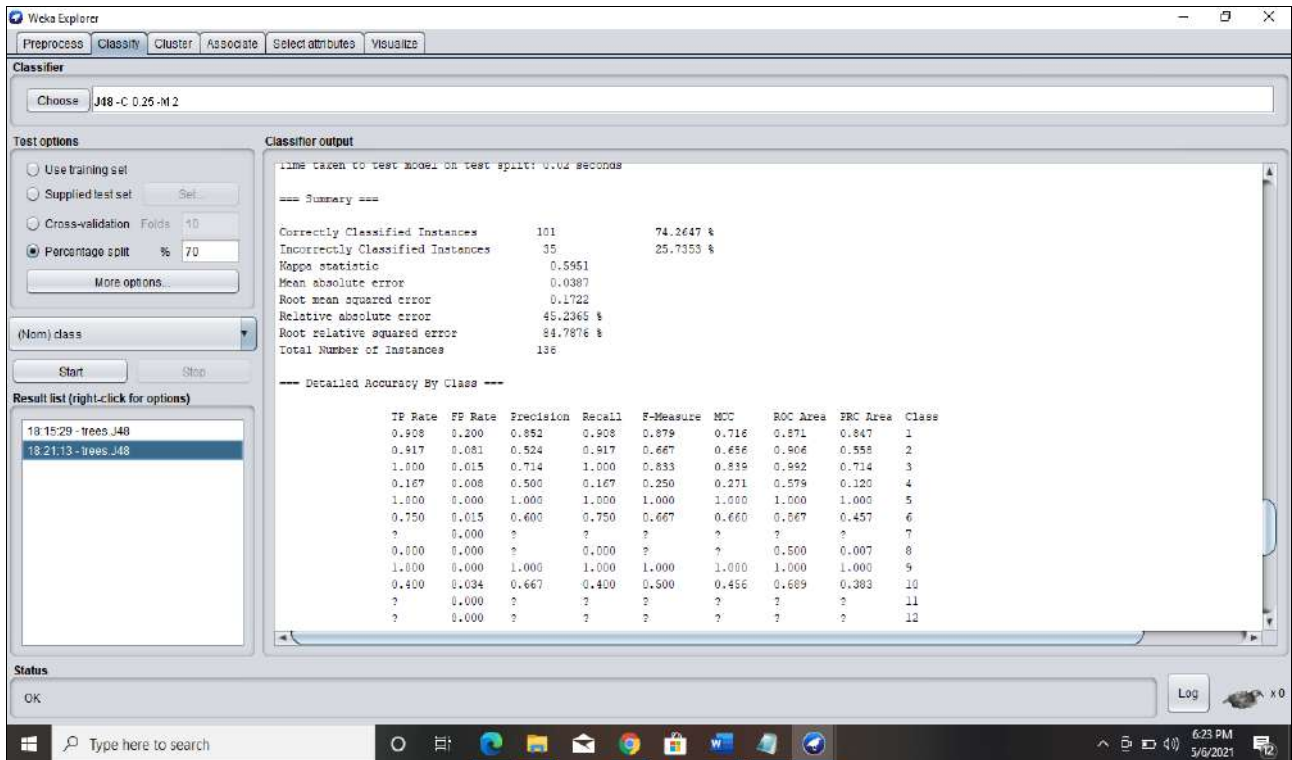 Weka Explorer
Preprocess Classify Cluster Associate Select attributes Visualize
Classifier
Choose J48 -C 0.25 -M 2
Test options
Use training set
Supplied test set Set...
Cross-validation Folds 10
Percentage split % 70
More options...
(Nom) class
Start Stop
Result list (right-click for options)
18:15:29 - trees.J48
18:21:13 - trees.J48
Classifier output
Time taken to test model on test split: 0.02 seconds
=== Summary ===
Correctly Classified Instances 101 74.2647 %
Incorrectly Classified Instances 35 25.7353 %
Kappa statistic 0.5951
Mean absolute error 0.0387
Root mean squared error 0.1722
Relative absolute error 45.2365 %
Root relative squared error 84.7876 %
Total Number of Instances 136
=== Detailed Accuracy By Class ===
TP Rate FP Rate Precision Recall F-Measure MCC ROC Area PRC Area Class
0.908 0.200 0.852 0.908 0.879 0.716 0.871 0.847 1
0.917 0.081 0.524 0.917 0.667 0.656 0.906 0.558 2
1.000 0.015 0.714 1.000 0.833 0.839 0.992 0.714 3
0.167 0.008 0.500 0.167 0.250 0.271 0.579 0.120 4
1.000 0.000 1.000 1.000 1.000 1.000 1.000 1.000 5
0.750 0.015 0.600 0.750 0.667 0.660 0.867 0.457 6
? 0.000 ? ? ? ? ? ? 7
0.000 0.000 ? 0.000 ? ? 0.500 0.007 8
1.000 0.000 1.000 1.000 1.000 1.000 1.000 1.000 9
0.400 0.034 0.667 0.400 0.500 0.456 0.689 0.383 10
? 0.000 ? ? ? ? ? ? 11
? 0.000 ? ? ? ? ? ? 12
Status
OK
Log x 0
Type here to search
6:23 PM
5/6/2021
12